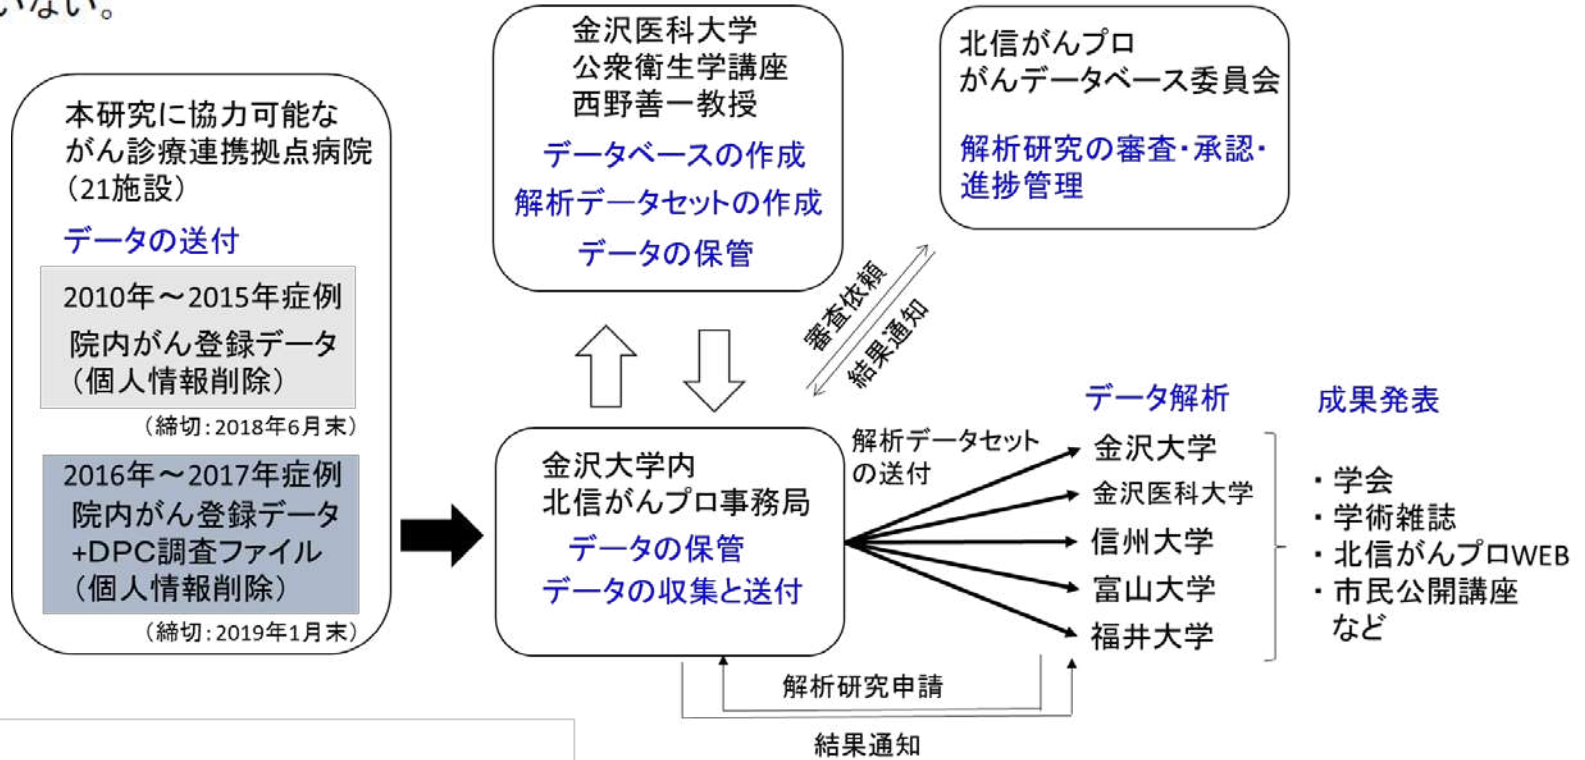 いない。
本研究に協力可能な
がん診療連携拠点病院
（21施設）
データの送付
2010年～2015年症例
院内がん登録データ
（個人情報削除）
（締切：2018年6月末）
2016年～2017年症例
院内がん登録データ
+DPC調査ファイル
（個人情報削除）
（締切：2019年1月末）
金沢医科大学
公衆衛生学講座
西野善一教授
データベースの作成
解析データセットの作成
データの保管
北信がんプロ
がんデータベース委員会
解析研究の審査・承認・
進捗管理
審査依頼
結果通知
金沢大学内
北信がんプロ事務局
データの保管
データの収集と送付
解析データセット
の送付
データ解析
金沢大学
金沢医科大学
信州大学
富山大学
福井大学
成果発表
・学会
・学術雑誌
・北信がんプロWEB
・市民公開講座
など
解析研究申請
結果通知